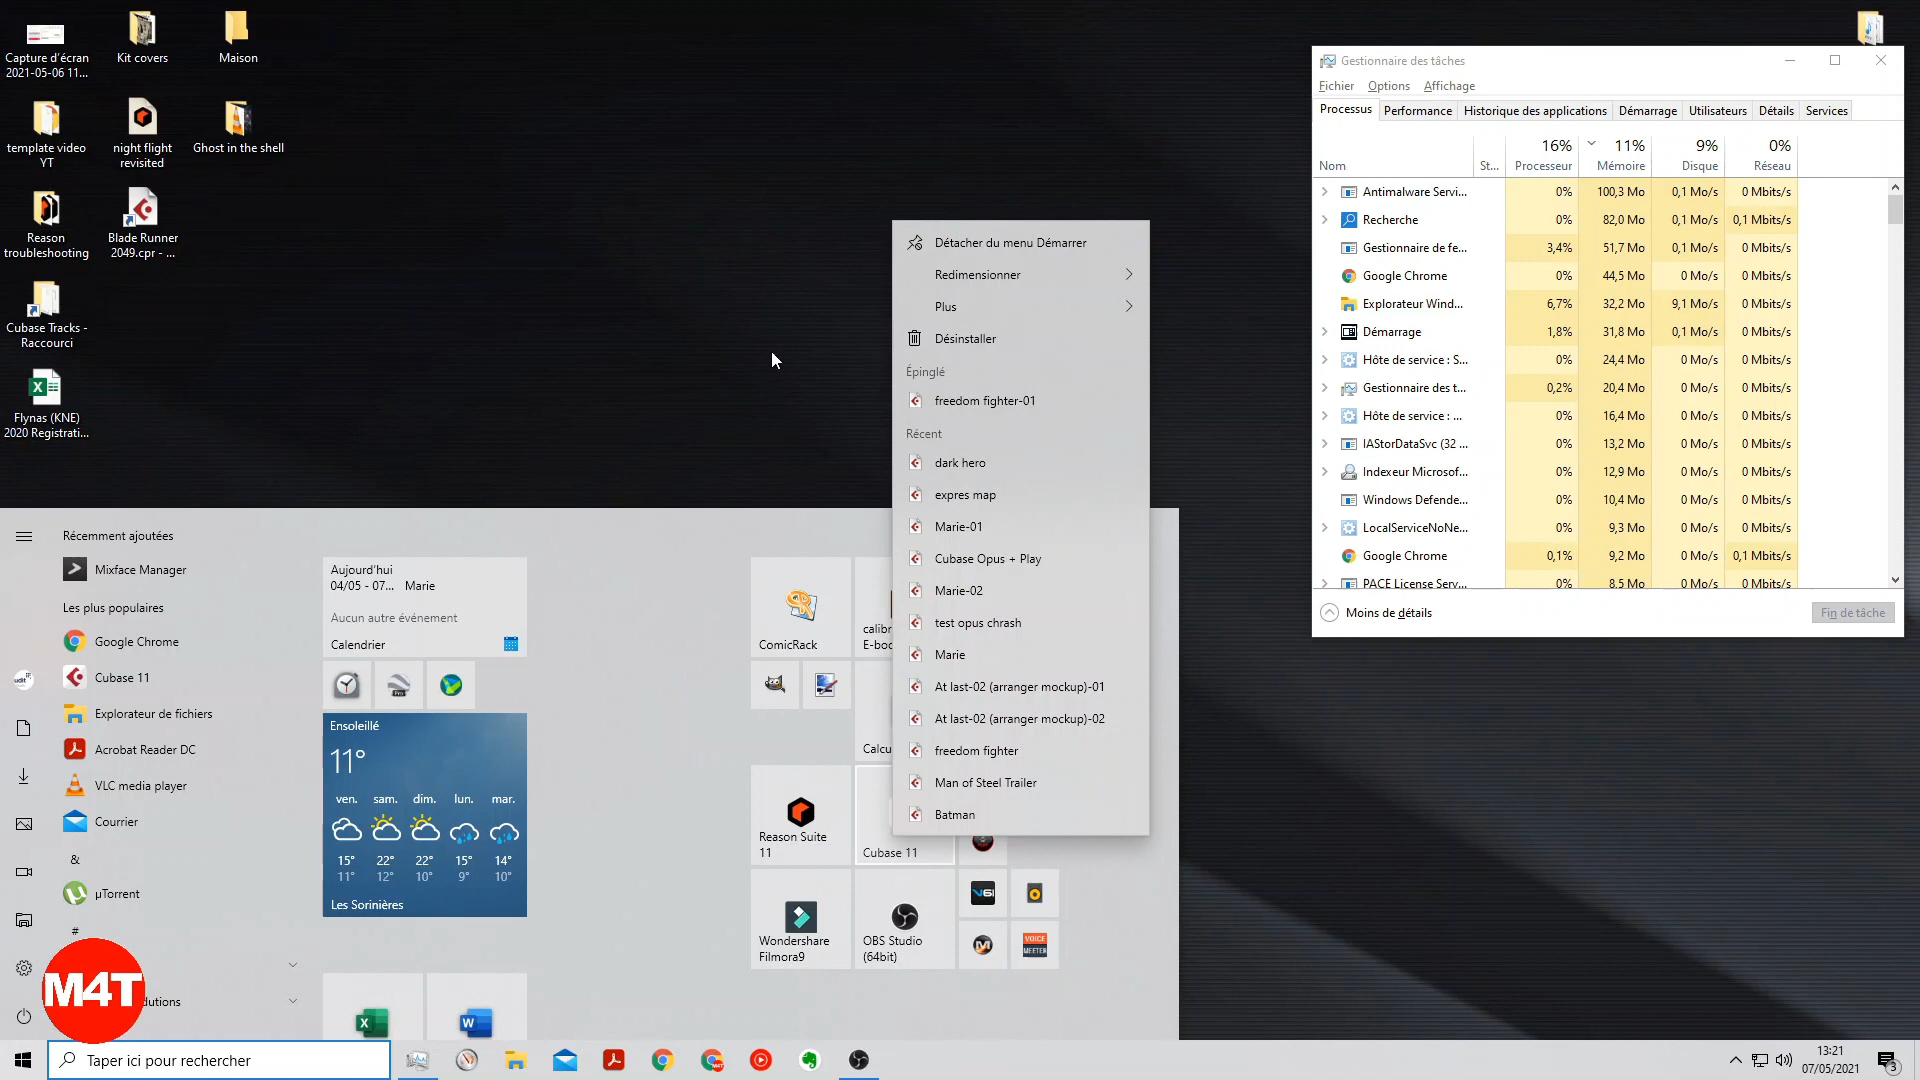 Capture d'écran
2021-05-06 11...
Kit covers
Maison
template video
YT
night flight
revisited
Ghost in the shell
Reason
troubleshooting
Blade Runner
2049.cpr - ...
Cubase Tracks -
Raccourci
Flynas (KNE)
2020 Registrati...
Gestionnaire des tâches
Fichier Options Affichage
Processus Performance Historique des applications Démarrage Utilisateurs Détails Services
16% 11% 9% 0%
Nom St... Processeur Mémoire Disque Réseau
Antimalware Servi... 0% 100,3 Mo 0,1 Mo/s 0 Mbits/s
Recherche 0% 82,0 Mo 0,1 Mo/s 0,1 Mbits/s
Gestionnaire de fe... 3,4% 51,7 Mo 0,1 Mo/s 0 Mbits/s
Google Chrome 0% 44,5 Mo 0 Mo/s 0 Mbits/s
Explorateur Wind... 6,7% 32,2 Mo 9,1 Mo/s 0 Mbits/s
Démarrage 1,8% 31,8 Mo 0,1 Mo/s 0 Mbits/s
Hôte de service : S... 0% 24,4 Mo 0 Mo/s 0 Mbits/s
Gestionnaire des t... 0,2% 20,4 Mo 0 Mo/s 0 Mbits/s
Hôte de service : ... 0% 16,4 Mo 0 Mo/s 0 Mbits/s
IAStorDataSvc (32 ... 0% 13,2 Mo 0 Mo/s 0 Mbits/s
Indexeur Microsof... 0% 12,9 Mo 0 Mo/s 0 Mbits/s
Windows Defende... 0% 10,4 Mo 0 Mo/s 0 Mbits/s
LocalServiceNoNe... 0% 9,3 Mo 0 Mo/s 0 Mbits/s
Google Chrome 0,1% 9,2 Mo 0 Mo/s 0,1 Mbits/s
PACE License Serv... 0% 8,5 Mo 0 Mo/s 0 Mbits/s
Moins de détails
Fin de tâche
Détacher du menu Démarrer
Redimensionner
Plus
Désinstaller
Épinglé
freedom fighter-01
Récent
dark hero
expres map
Marie-01
Cubase Opus + Play
Marie-02
test opus chrash
Marie
At last-02 (arranger mockup)-01
At last-02 (arranger mockup)-02
freedom fighter
Man of Steel Trailer
Batman
Récemment ajoutées
Mixface Manager
Les plus populaires
Google Chrome
Cubase 11
Explorateur de fichiers
Acrobat Reader DC
VLC media player
Courrier
&
µTorrent
#
dutions
M4T
Aujourd'hui
04/05 - 07... Marie
Aucun autre événement
Calendrier
Pro
Ensoleillé
11°
ven. sam. dim. lun. mar.
15° 22° 22° 15° 14°
11° 12° 10° 9° 10°
Les Sorinières
ComicRack
calibr
E-boo
Calcu
Reason Suite
11
Cubase 11
Wondershare
Filmora9
OBS Studio
(64bit)
V6
VOICE
MEETER
Taper ici pour rechercher
13:21
07/05/2021
3